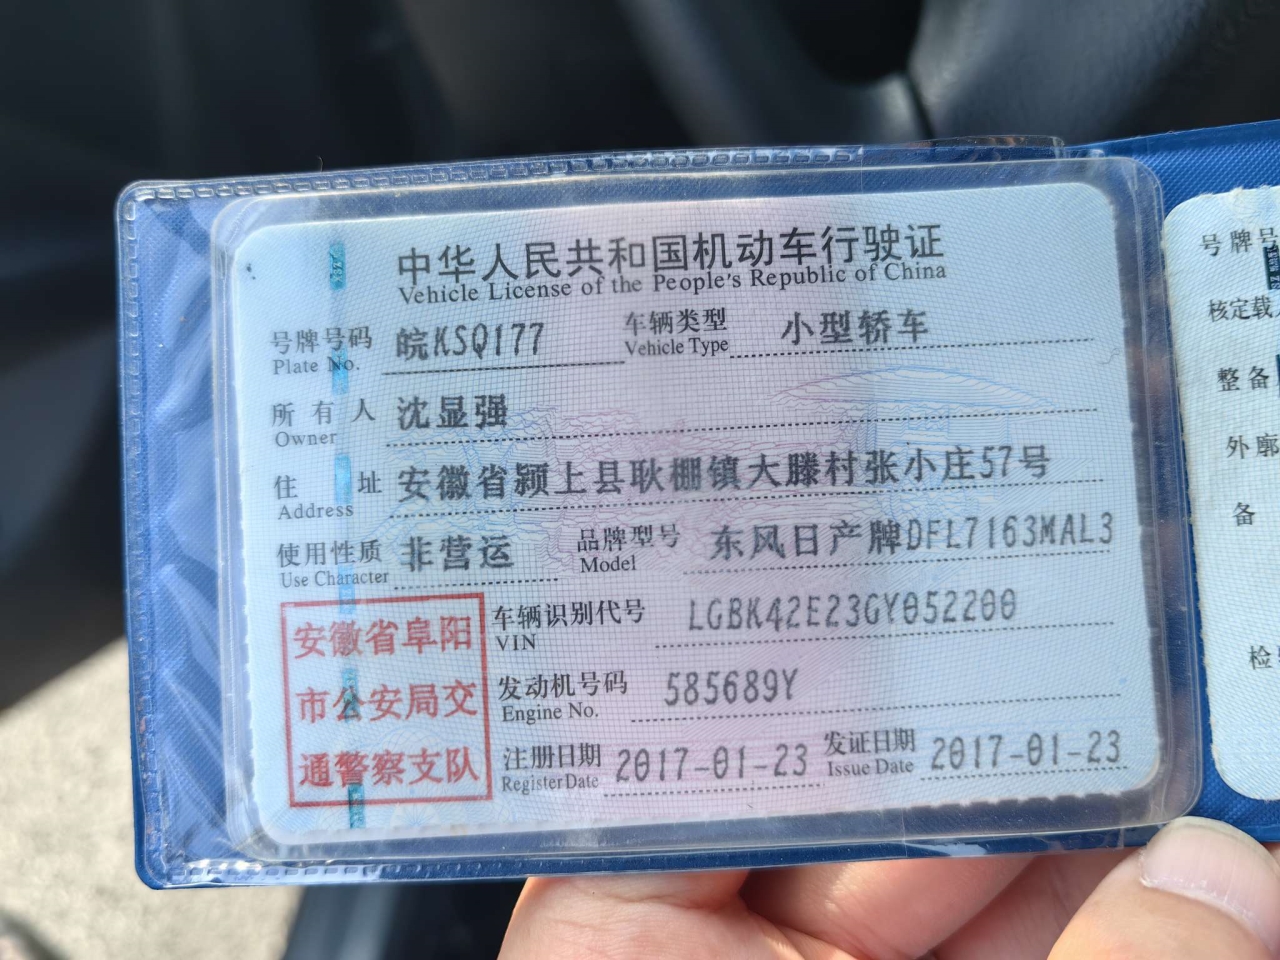 中华人民共和国机动车行驶证
Vehicle License of the People's Republic of China
号牌号码 皖KSQ177 车辆类型 小型轿车
Plate No. Vehicle Type
所有人 沈显强
Owner
住址 安徽省颍上县耿棚镇大滕村张小庄57号
Address
使用性质 非营运 品牌型号 东风日产牌DFL7163MAL3
Use Character Model
车辆识别代号 LGBK42E23GY052200
VIN
发动机号码 585689Y
Engine No.
注册日期 2017-01-23 发证日期 2017-01-23
Register Date Issue Date
安徽省阜阳
市公安局交
通警察支队
号牌号
核定载
整备
外廓
备
检